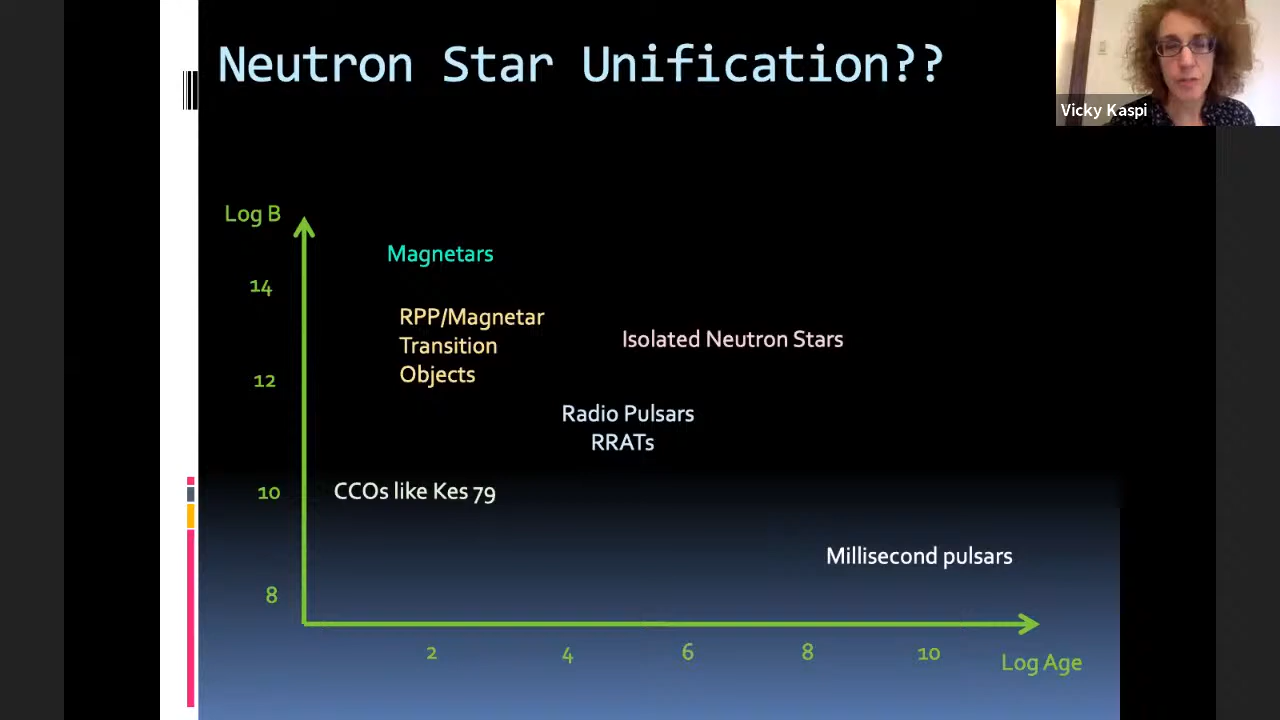 Neutron Star Unification??
Vicky Kaspi
Log B
Magnetars
14
RPP/Magnetar
Transition
Objects
Isolated Neutron Stars
12
Radio Pulsars
RRATs
10
CCOs like Kes 79
Millisecond pulsars
8
2
4
6
8
10
Log Age